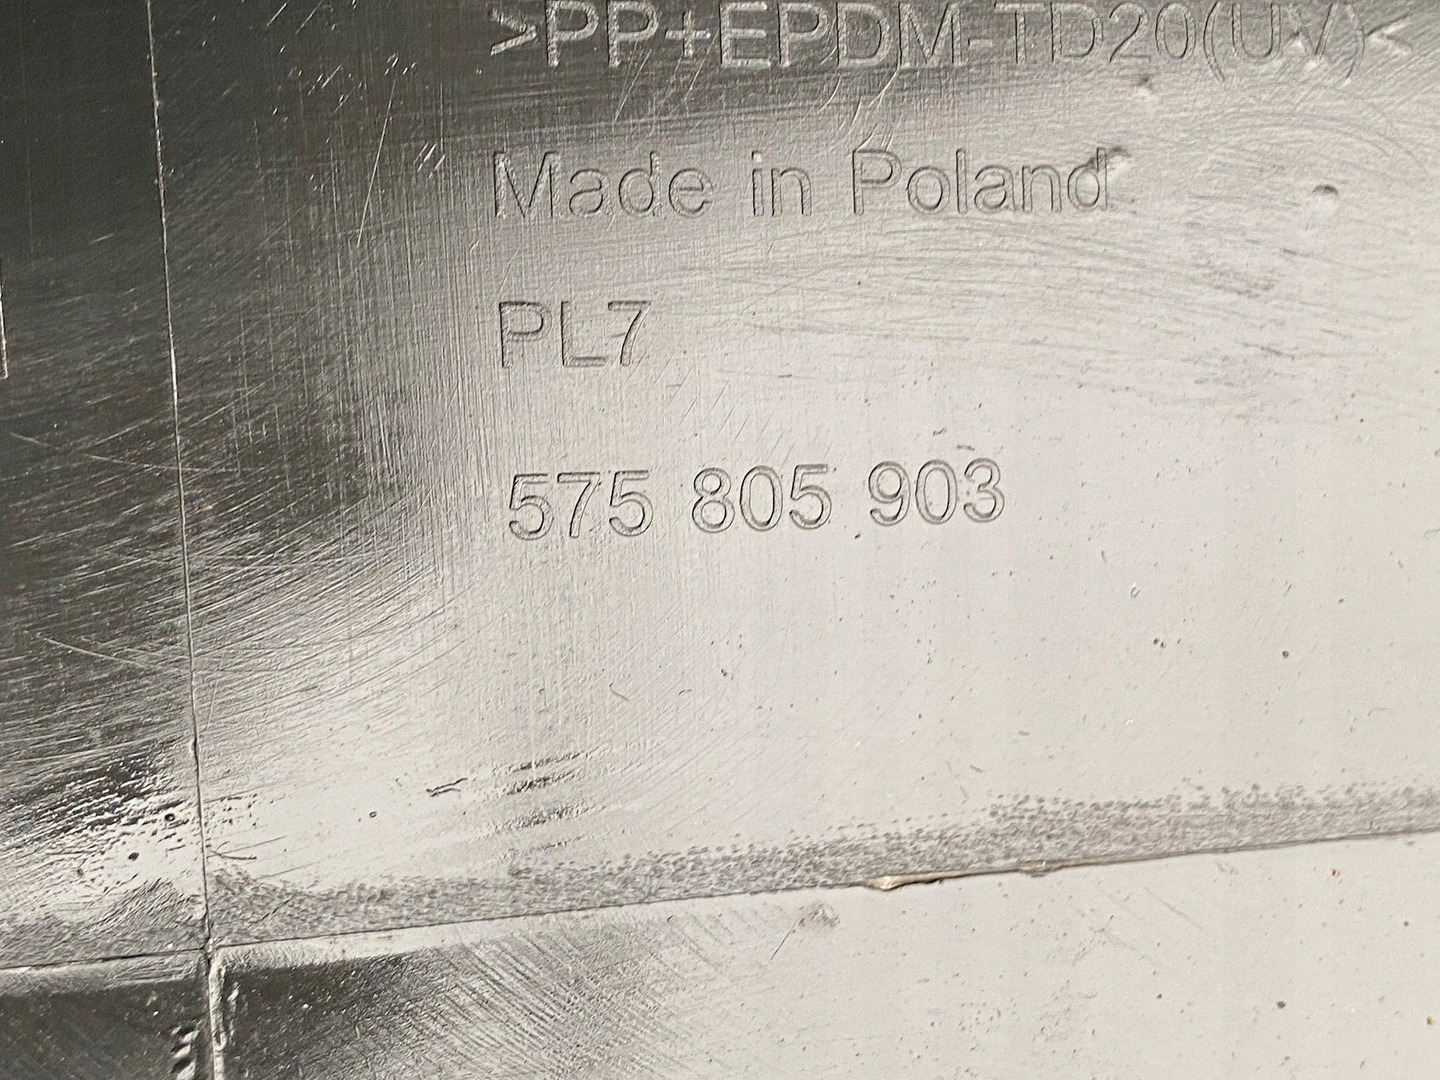 >PP+EPDM-TD20(UV)<
Made in Poland
PL7
575 805 903